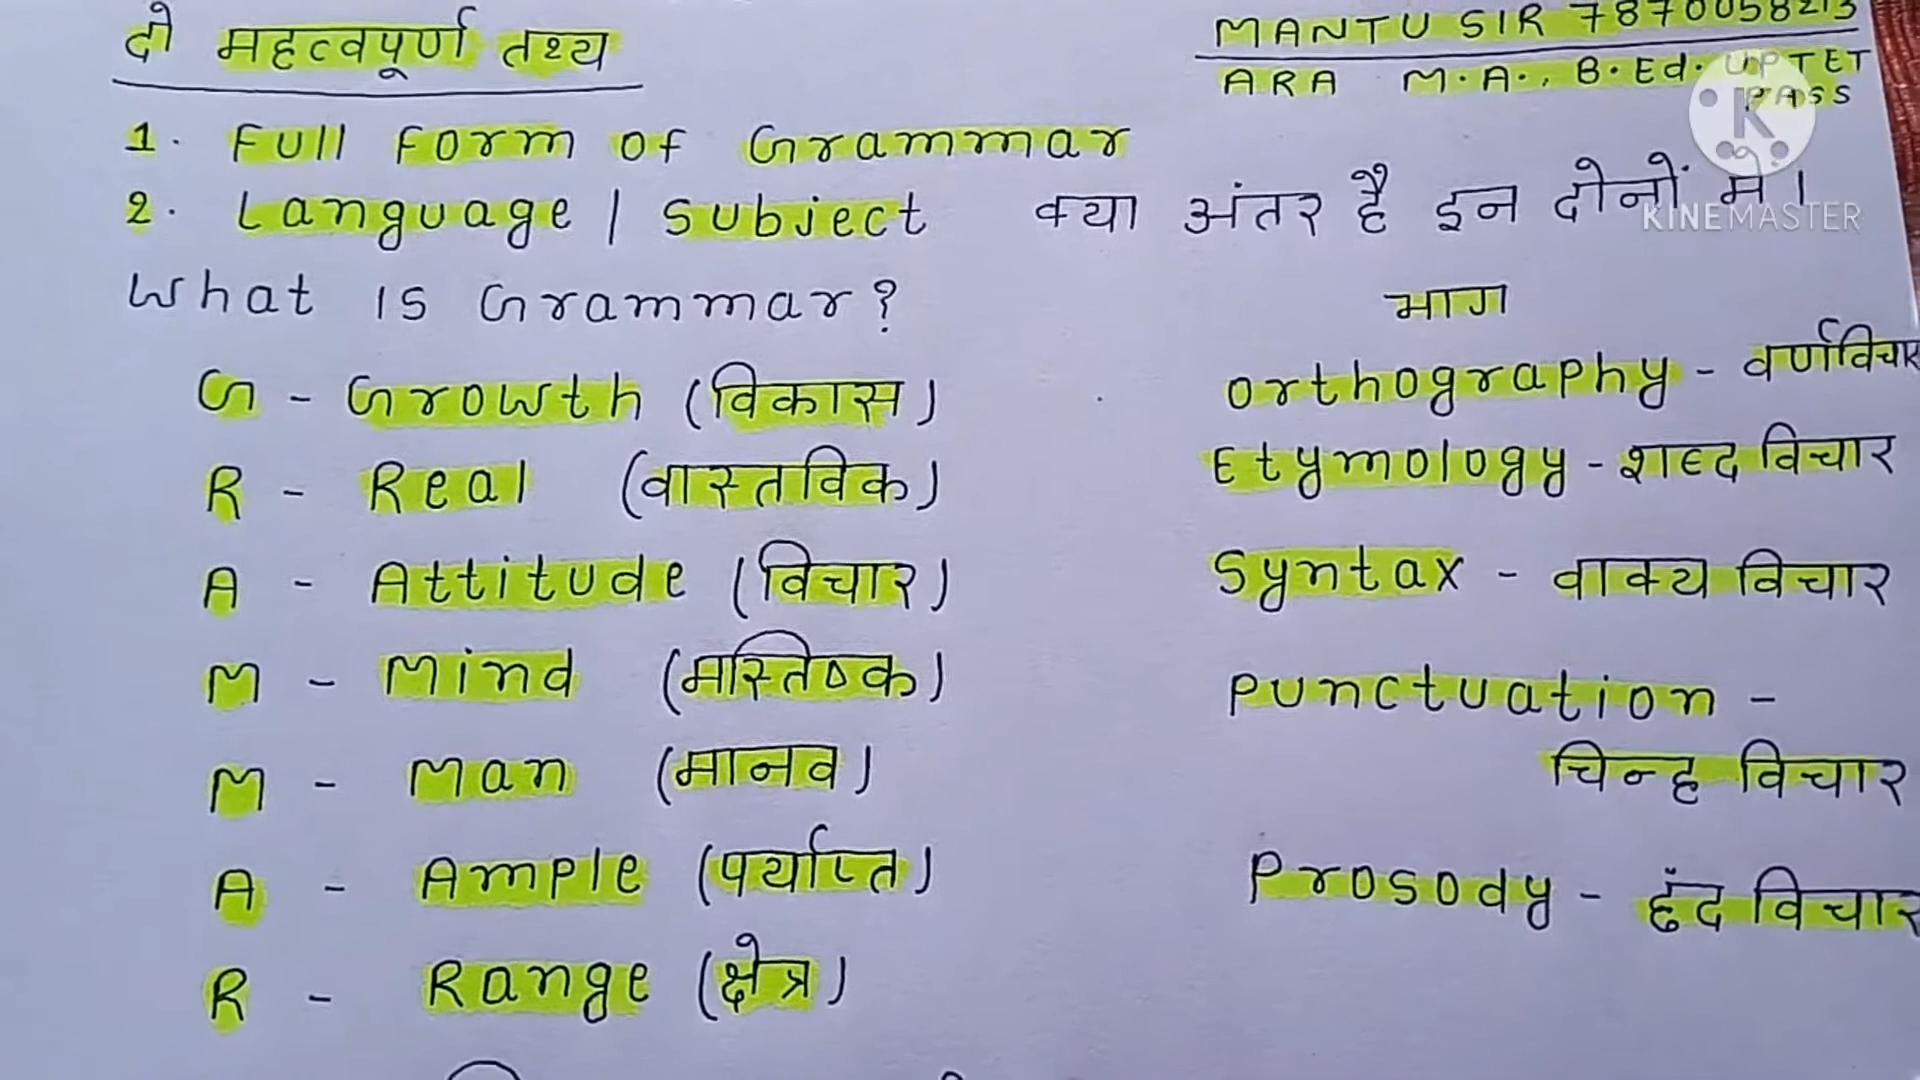 दो महत्वपूर्ण तथ्य
MANTU SIR 7870058213
ARA M.A., B.Ed. UPTET
PASS
1. Full Form of Grammar
2. Language / Subject क्या अंतर है इन दोनों म।
KINEMASTER
What is Grammar?
भाग
G - Growth (विकास)
Orthography - वर्णविचार
R - Real (वास्तविक)
Etymology - शब्द विचार
A - Attitude (विचार)
Syntax - वाक्य विचार
M - Mind (मस्तिष्क)
Punctuation -
चिन्ह विचार
M - Man (मानव)
A - Ample (पर्याप्त)
Prosody - छंद विचार
R - Range (क्षेत्र)